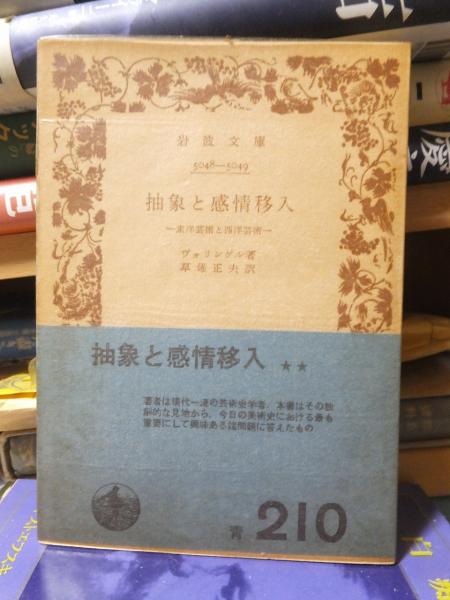 岩波文庫
5048—5049
抽象と感情移入
―東洋芸術と西洋芸術―
ヴォリンゲル著
草薙正夫訳
抽象と感情移入 ★★
著者は現代一流の芸術史学者．本書はその独
創的な見地から，今日の美術史における最も
重要にして興味ある諸問題に答えたもの
青 210